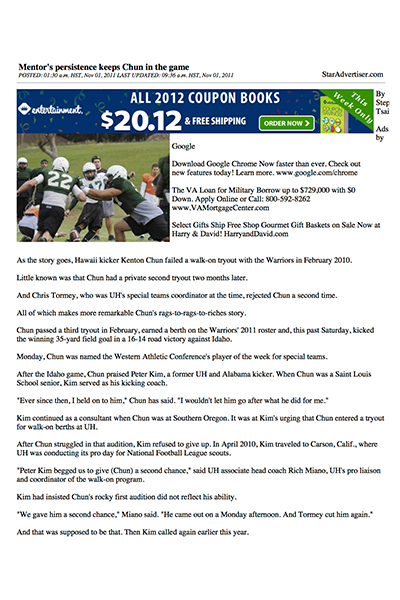 Mentor's persistence keeps Chun in the game
POSTED: 01:30 a.m. HST, Nov 01, 2011 LAST UPDATED: 09:36 a.m. HST, Nov 01, 2011
StarAdvertiser.com
entertainment.
ALL 2012 COUPON BOOKS
$20.12 & FREE SHIPPING
ORDER NOW
This
Week Only
By
Step
Tsai
Ads
by
Google
Download Google Chrome Now faster than ever. Check out
new features today! Learn more. www.google.com/chrome
The VA Loan for Military Borrow up to $729,000 with $0
Down. Apply Online or Call: 800-592-8262
www.VAMortgageCenter.com
Select Gifts Ship Free Shop Gourmet Gift Baskets on Sale Now at
Harry & David! HarryandDavid.com
22
As the story goes, Hawaii kicker Kenton Chun failed a walk-on tryout with the Warriors in February 2010.
Little known was that Chun had a private second tryout two months later.
And Chris Tormey, who was UH's special teams coordinator at the time, rejected Chun a second time.
All of which makes more remarkable Chun's rags-to-rags-to-riches story.
Chun passed a third tryout in February, earned a berth on the Warriors' 2011 roster and, this past Saturday, kicked
the winning 35-yard field goal in a 16-14 road victory against Idaho.
Monday, Chun was named the Western Athletic Conference's player of the week for special teams.
After the Idaho game, Chun praised Peter Kim, a former UH and Alabama kicker. When Chun was a Saint Louis
School senior, Kim served as his kicking coach.
"Ever since then, I held on to him," Chun has said. "I wouldn't let him go after what he did for me."
Kim continued as a consultant when Chun was at Southern Oregon. It was at Kim's urging that Chun entered a tryout
for walk-on berths at UH.
After Chun struggled in that audition, Kim refused to give up. In April 2010, Kim traveled to Carson, Calif., where
UH was conducting its pro day for National Football League scouts.
"Peter Kim begged us to give (Chun) a second chance," said UH associate head coach Rich Miano, UH's pro liaison
and coordinator of the walk-on program.
Kim had insisted Chun's rocky first audition did not reflect his ability.
"We gave him a second chance," Miano said. "He came out on a Monday afternoon. And Tormey cut him again."
And that was supposed to be that. Then Kim called again earlier this year.